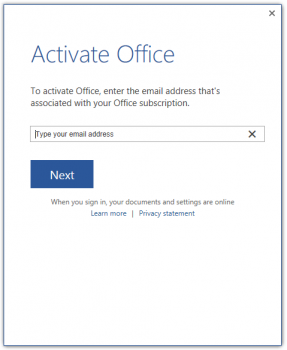 Activate Office
To activate Office, enter the email address that's
associated with your Office subscription.
Type your email address
Next
When you sign in, your documents and settings are online
Learn more | Privacy statement